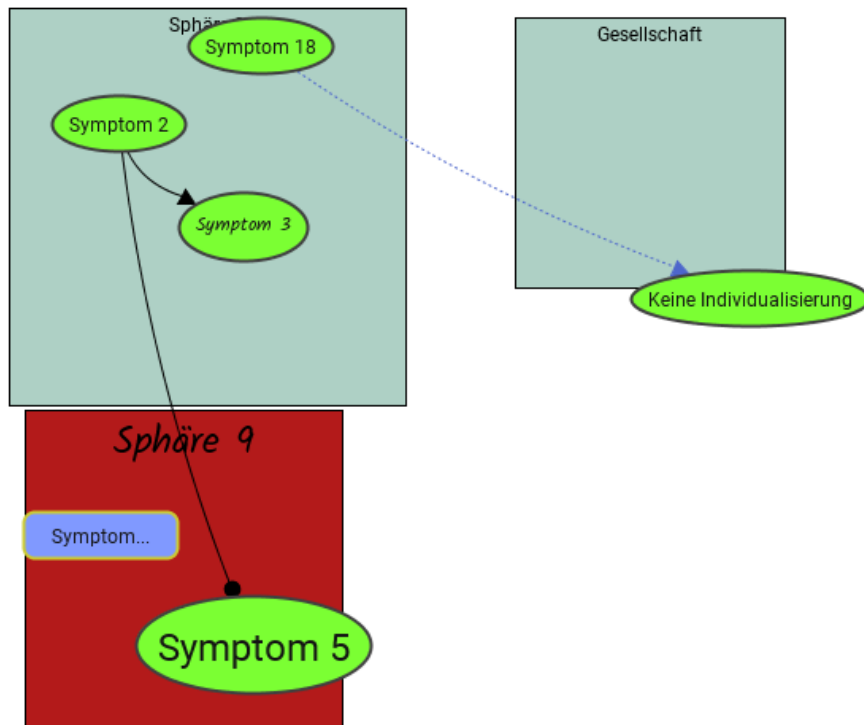 Symptom 18
Gesellschaft
Symptom 2
Symptom 3
Keine Individualisierung
Sphäre 9
Symptom...
Symptom 5